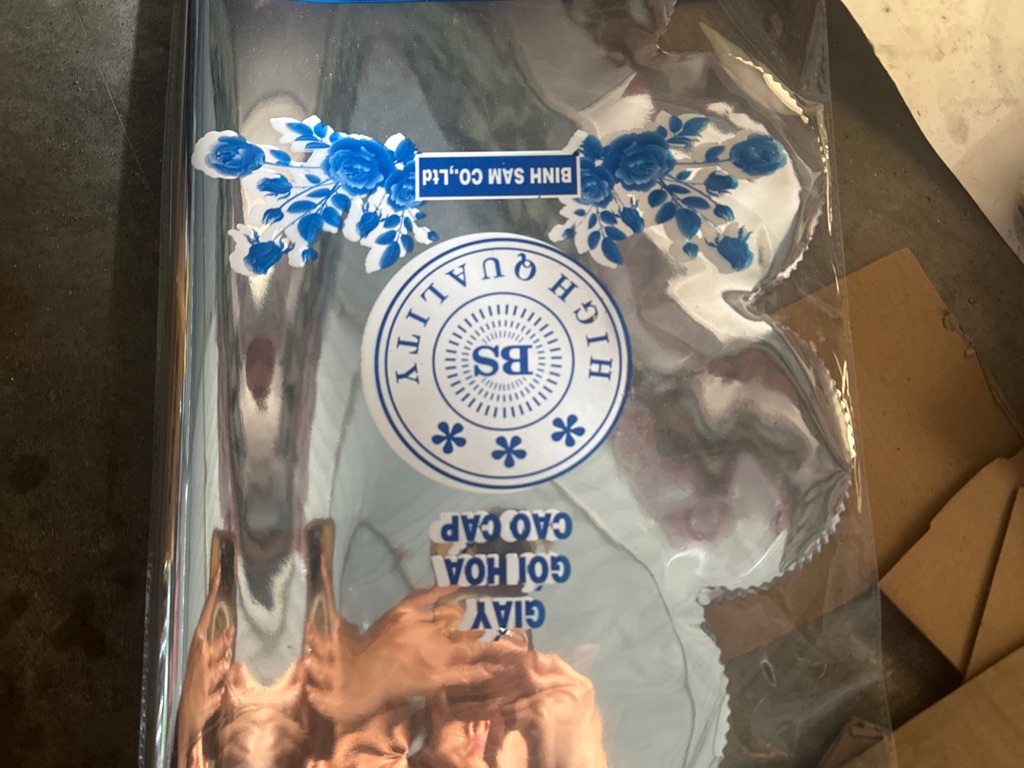 GIẤY
GÓI HOA
CAO CẤP
HIGH QUALITY
BS
BINH SAM CO.,Ltd